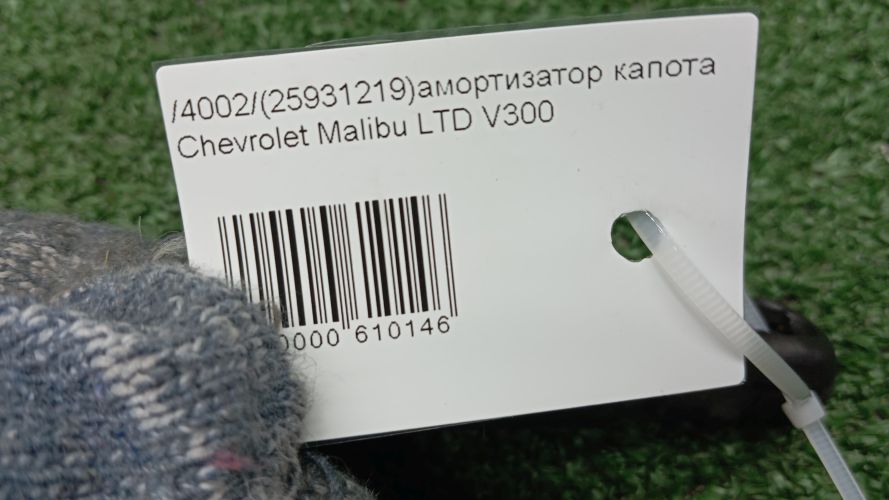 /4002/(25931219)амортизатор капота
Chevrolet Malibu LTD V300
0000 610146